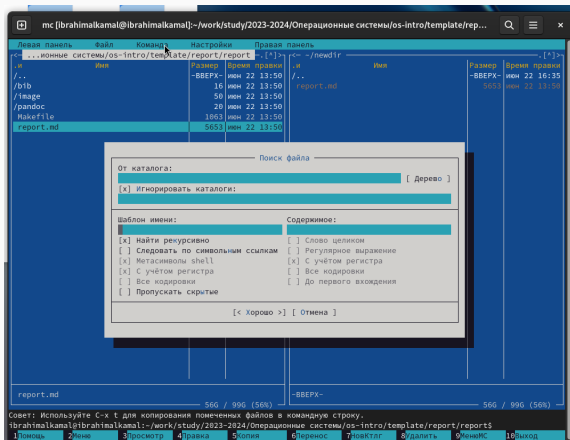 mc [ibrahimalkamal@ibrahimalkamal]:~/work/study/2023-2024/Операционные системы/os-intro/template/rep...
Левая панель Файл Команда Настройки Правая панель
<— ...ионные системы/os-intro/template/report/report —.[^]>
<— ~/newdir —.[^]>
.и Имя Размер Время правки
/.. -ВВЕРХ- июн 22 13:50
/bib 16 июн 22 13:50
/image 50 июн 22 13:50
/pandoc 20 июн 22 13:50
Makefile 1063 июн 22 13:50
report.md 5653 июн 22 13:50
.и Имя Размер Время правки
/.. -ВВЕРХ- июн 22 16:35
report.md 5653 июн 22 13:50
Поиск файла
От каталога:
[ Дерево ]
[x] Игнорировать каталоги:
Шаблон имени:
[x] Найти рекурсивно
[ ] Следовать по символьным ссылкам
[x] Метасимволы shell
[x] С учётом регистра
[ ] Все кодировки
[ ] Пропускать скрытые
Содержимое:
[ ] Слово целиком
[ ] Регулярное выражение
[x] С учётом регистра
[ ] Все кодировки
[ ] До первого вхождения
[< Хорошо >] [ Отмена ]
report.md
56G / 99G (56%)
-ВВЕРХ-
56G / 99G (56%)
Совет: Используйте C-x t для копирования помеченных файлов в командную строку.
ibrahimalkamal@ibrahimalkamal:~/work/study/2023-2024/Операционные системы/os-intro/template/report/report$
1Помощь 2Меню 3Просмотр 4Правка 5Копия 6Перенос 7НовКтлг 8Удалить 9МенюMC 10Выход